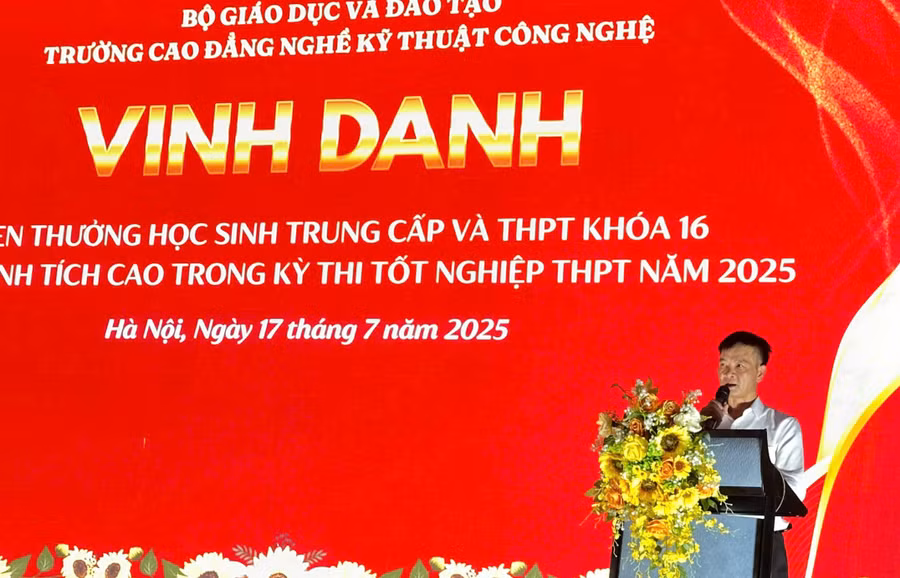 BỘ GIÁO DỤC VÀ ĐÀO TẠO
TRƯỜNG CAO ĐẲNG NGHỀ KỸ THUẬT CÔNG NGHỆ
VINH DANH
THƯỞNG HỌC SINH TRUNG CẤP VÀ THPT KHÓA 16
TÍCH CAO TRONG KỲ THI TỐT NGHIỆP THPT NĂM 2025
Hà Nội, Ngày 17 tháng 7 năm 2025